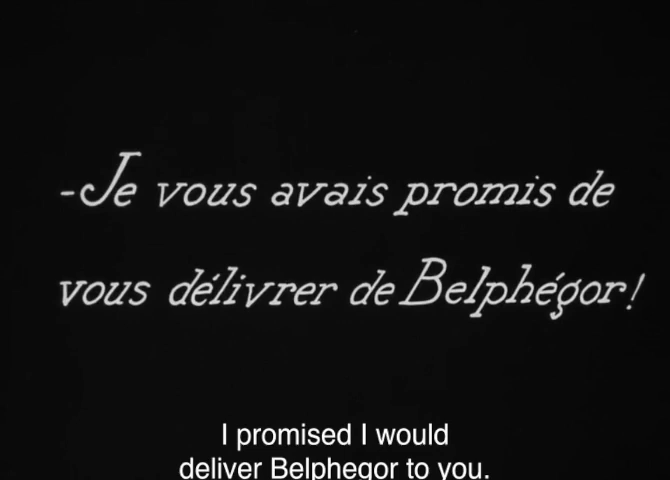 -Je vous avais promis de
vous délivrer de Belphégor!
I promised I would
deliver Belphegor to you.